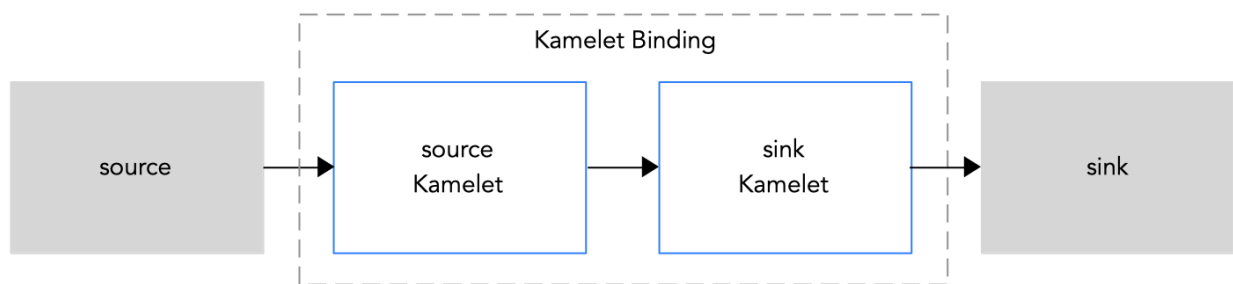 Kamelet Binding
source
source
Kamelet
sink
Kamelet
sink